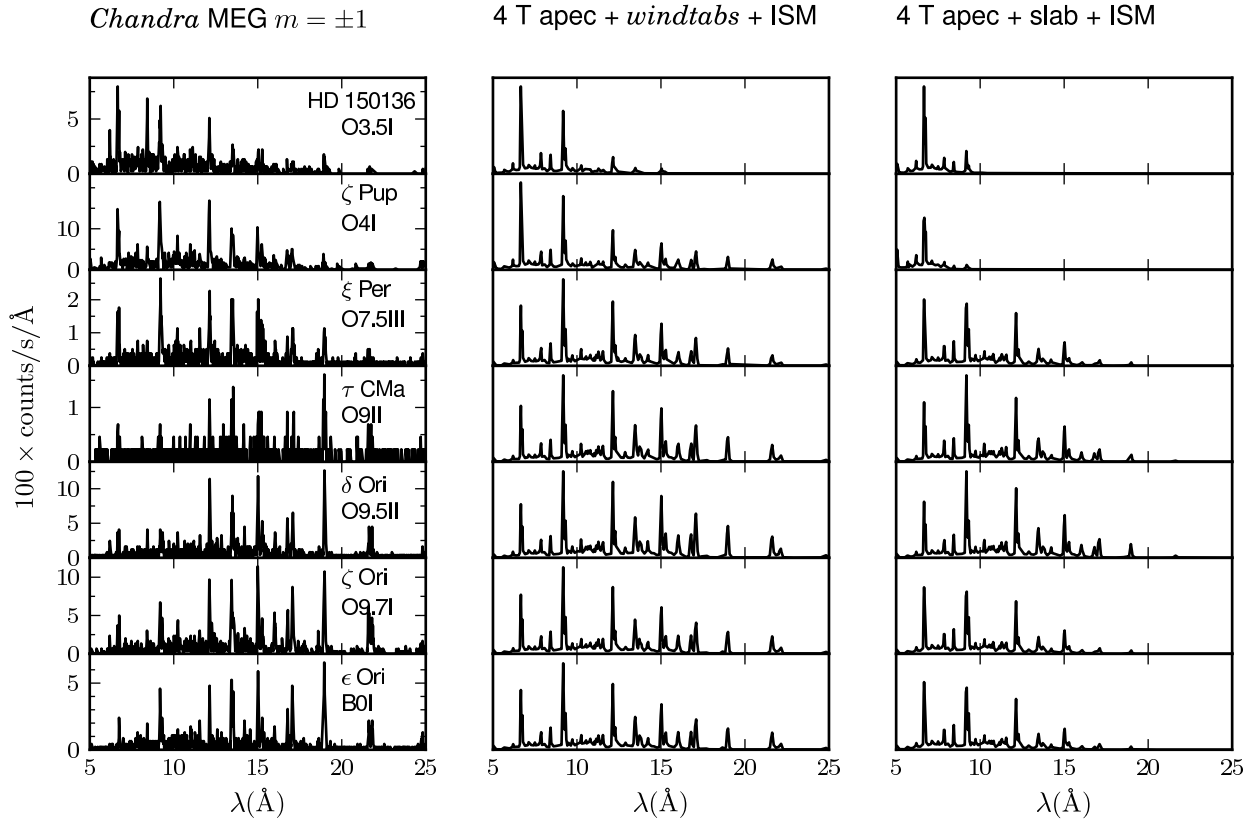 Chandra MEG m = ±1
4 T apec + windtabs + ISM
4 T apec + slab + ISM
100 × counts/s/Å
HD 150136
O3.5I
5
0
ζ Pup
O4I
10
0
ξ Per
O7.5III
2
1
0
τ CMa
O9II
1
0
δ Ori
O9.5II
10
5
0
ζ Ori
O9.7I
10
5
0
ϵ Ori
B0I
5
0
5 10 15 20 25
5 10 15 20 25
5 10 15 20 25
λ(Å)
λ(Å)
λ(Å)